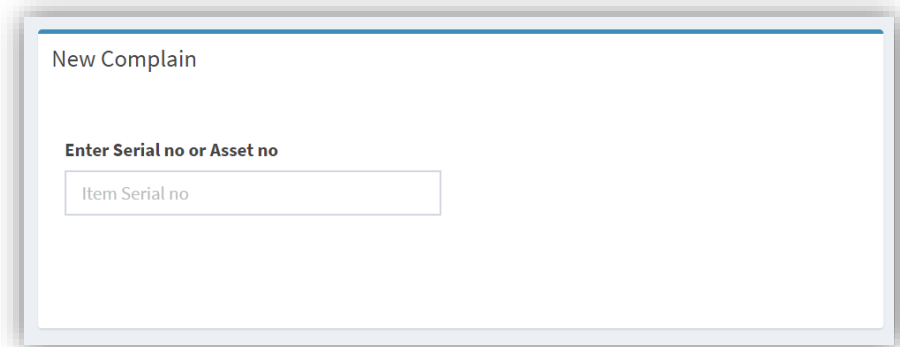 New Complain
Enter Serial no or Asset no
Item Serial no